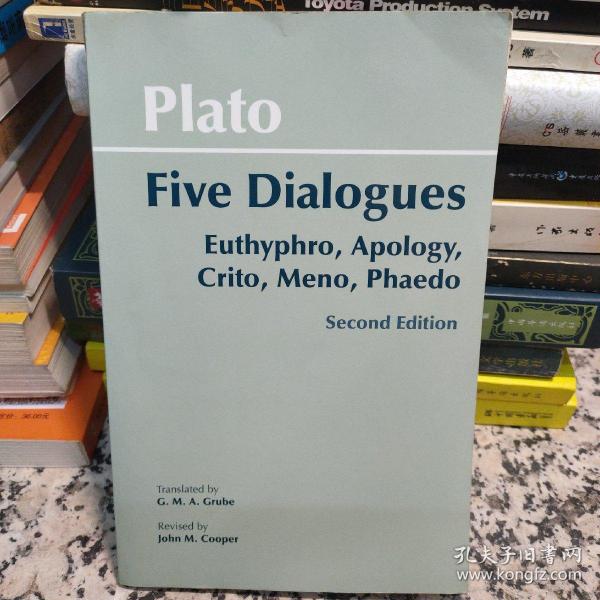 Toyota Production System
Plato
Five Dialogues
Euthyphro, Apology,
Crito, Meno, Phaedo
Second Edition
Translated by
G. M. A. Grube
Revised by
John M. Cooper
孔夫子旧书网
www.kongfz.com